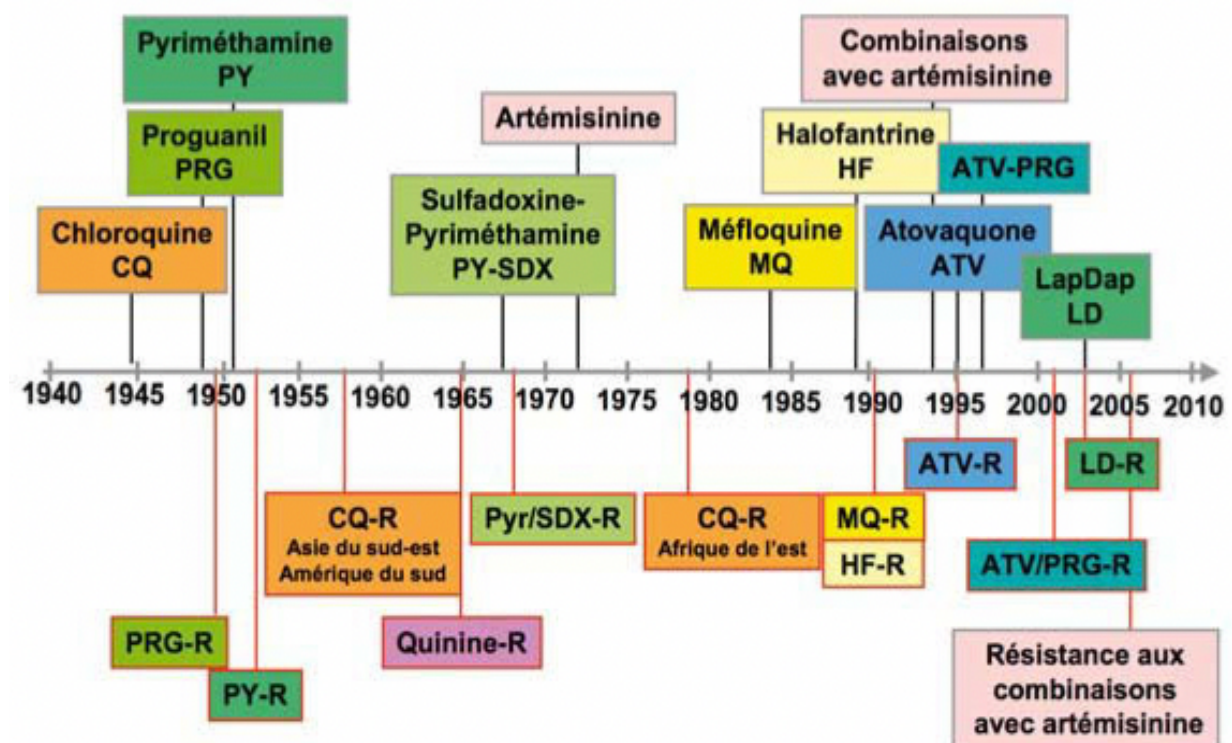 Pyriméthamine
PY
Combinaisons
avec artémisinine
Proguanil
PRG
Artémisinine
Halofantrine
HF
ATV-PRG
Chloroquine
CQ
Sulfadoxine-
Pyriméthamine
PY-SDX
Méfloquine
MQ
Atovaquone
ATV
LapDap
LD
1940 1945 1950 1955 1960 1965 1970 1975 1980 1985 1990 1995 2000 2005 2010
ATV-R
LD-R
CQ-R
Asie du sud-est
Amérique du sud
Pyr/SDX-R
CQ-R
Afrique de l'est
MQ-R
HF-R
ATV/PRG-R
PRG-R
Quinine-R
PY-R
Résistance aux
combinaisons
avec artémisinine